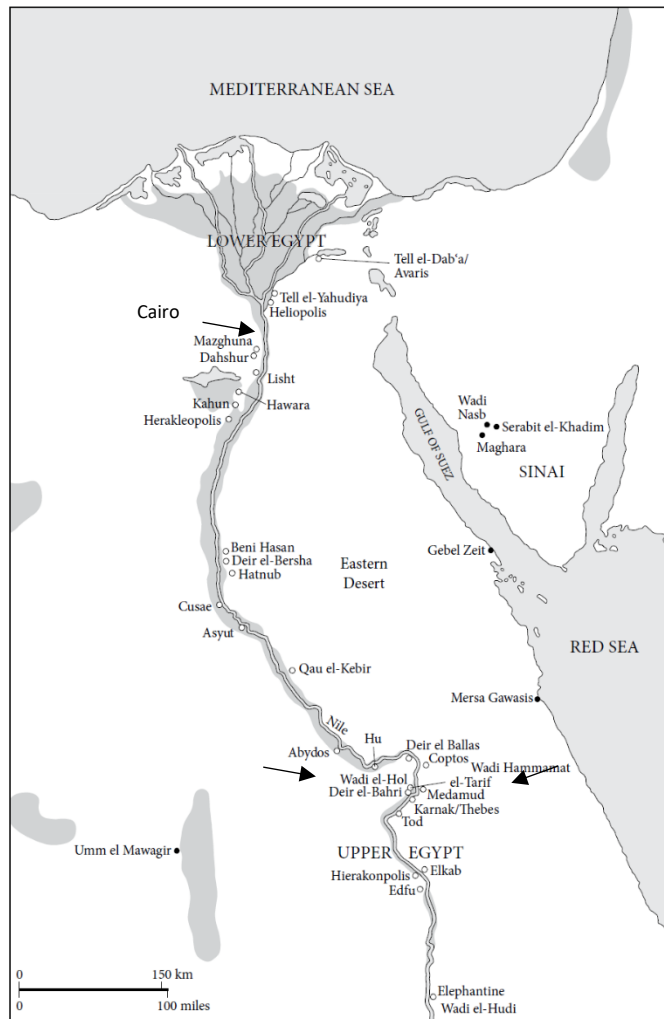 MEDITERRANEAN SEA
LOWER EGYPT
Tell el-Dab‘a/
Avaris
Tell el-Yahudiya
Heliopolis
Cairo
Mazghuna
Dahshur
Lisht
Hawara
Kahun
Herakleopolis
GULF OF SUEZ
Wadi
Nasb
Serabit el-Khadim
Maghara
SINAI
Beni Hasan
Deir el-Bersha
Hatnub
Eastern
Desert
Gebel Zeit
Cusae
Asyut
RED SEA
Qau el-Kebir
Mersa Gawasis
Nile
Abydos
Hu
Deir el Ballas
Coptos
Wadi Hammamat
Wadi el-Hol
el-Tarif
Deir el-Bahri
Medamud
Karnak/Thebes
Tod
Umm el Mawagir
UPPER EGYPT
Elkab
Hierakonpolis
Edfu
0 150 km
0 100 miles
Elephantine
Wadi el-Hudi